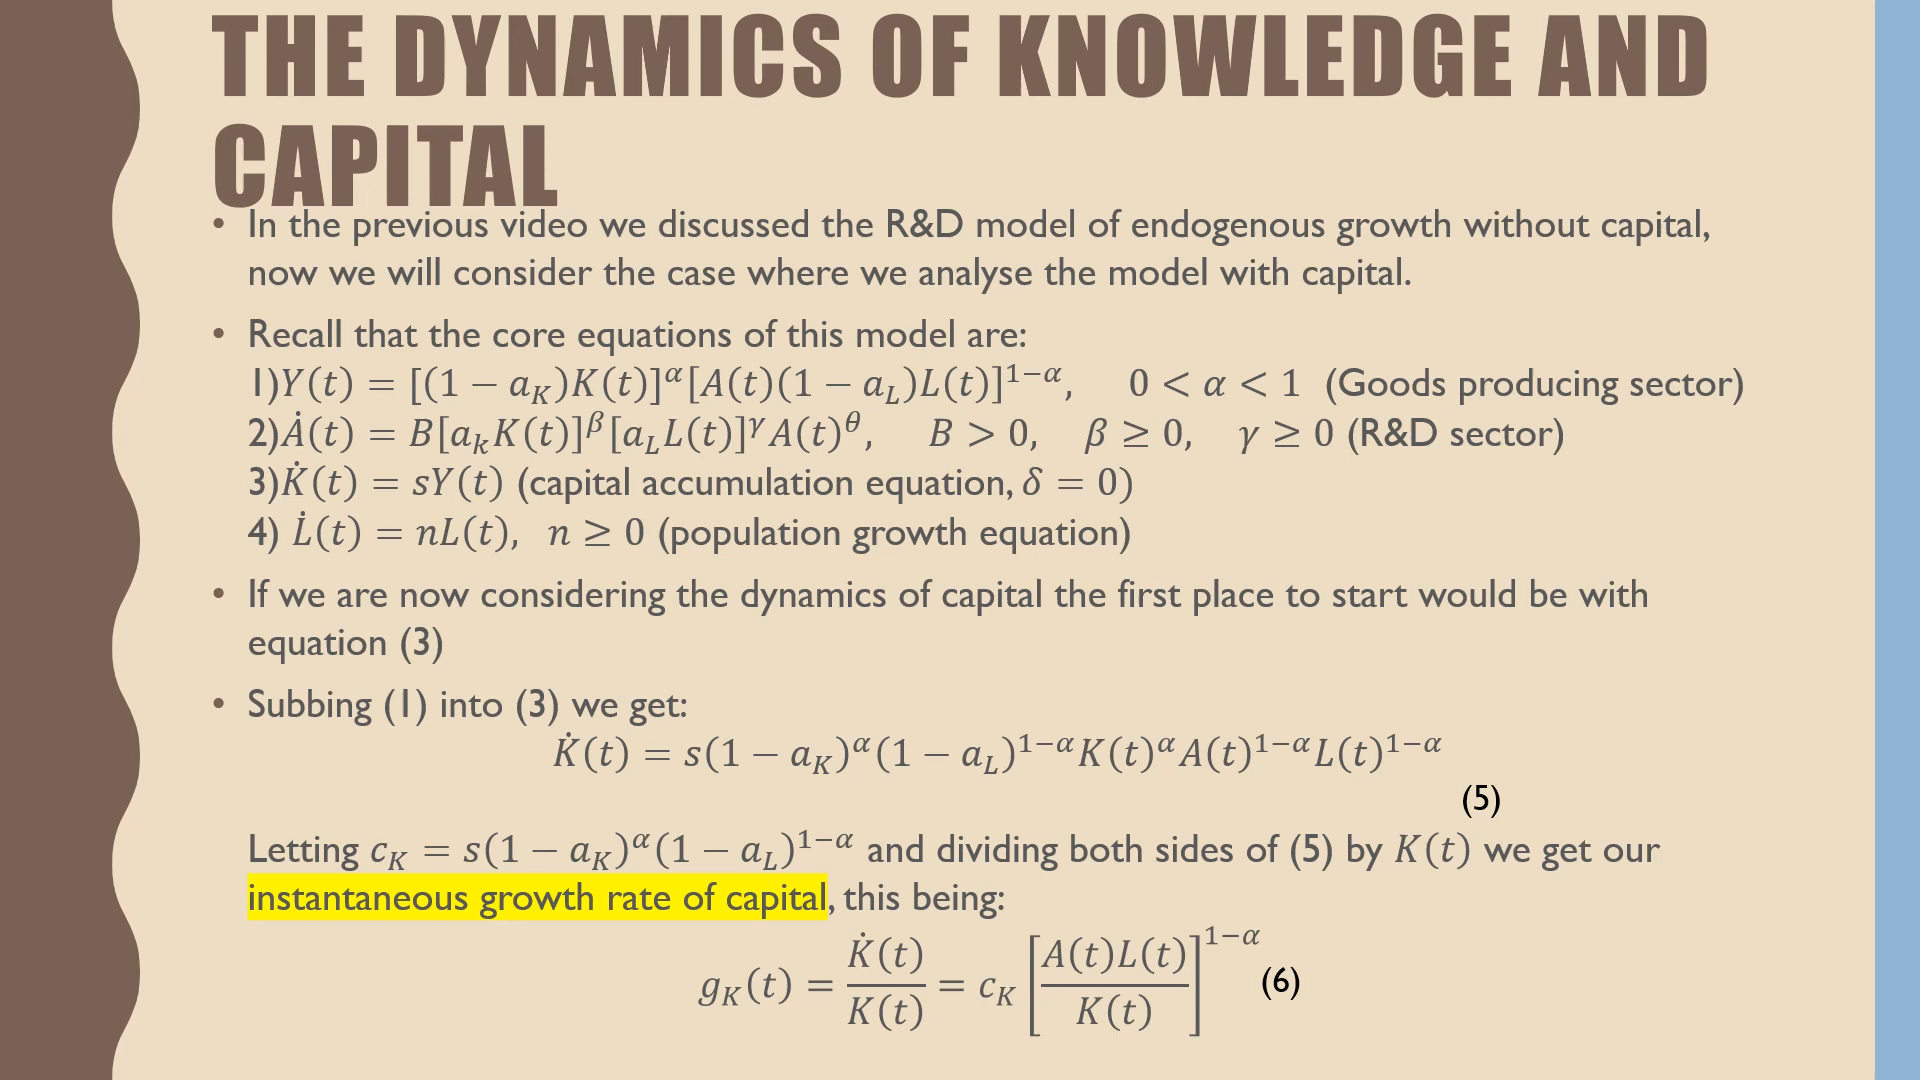 THE DYNAMICS OF KNOWLEDGE AND
CAPITAL
• In the previous video we discussed the R&D model of endogenous growth without capital,
now we will consider the case where we analyse the model with capital.
• Recall that the core equations of this model are:
1)Y(t) = [(1 − a_K)K(t)]^α[A(t)(1 − a_L)L(t)]^{1−α}, 0 < α < 1 (Goods producing sector)
2)Ȧ(t) = B[a_kK(t)]^β[a_LL(t)]^γA(t)^θ, B > 0, β ≥ 0, γ ≥ 0 (R&D sector)
3)K̇(t) = sY(t) (capital accumulation equation, δ = 0)
4) L̇(t) = nL(t), n ≥ 0 (population growth equation)
• If we are now considering the dynamics of capital the first place to start would be with
equation (3)
• Subbing (1) into (3) we get:
K̇(t) = s(1 − a_K)^α(1 − a_L)^{1−α}K(t)^αA(t)^{1−α}L(t)^{1−α}
(5)
Letting c_K = s(1 − a_K)^α(1 − a_L)^{1−α} and dividing both sides of (5) by K(t) we get our
instantaneous growth rate of capital, this being:
g_K(t) = K̇(t)/K(t) = c_K [A(t)L(t)/K(t)]^{1−α} (6)